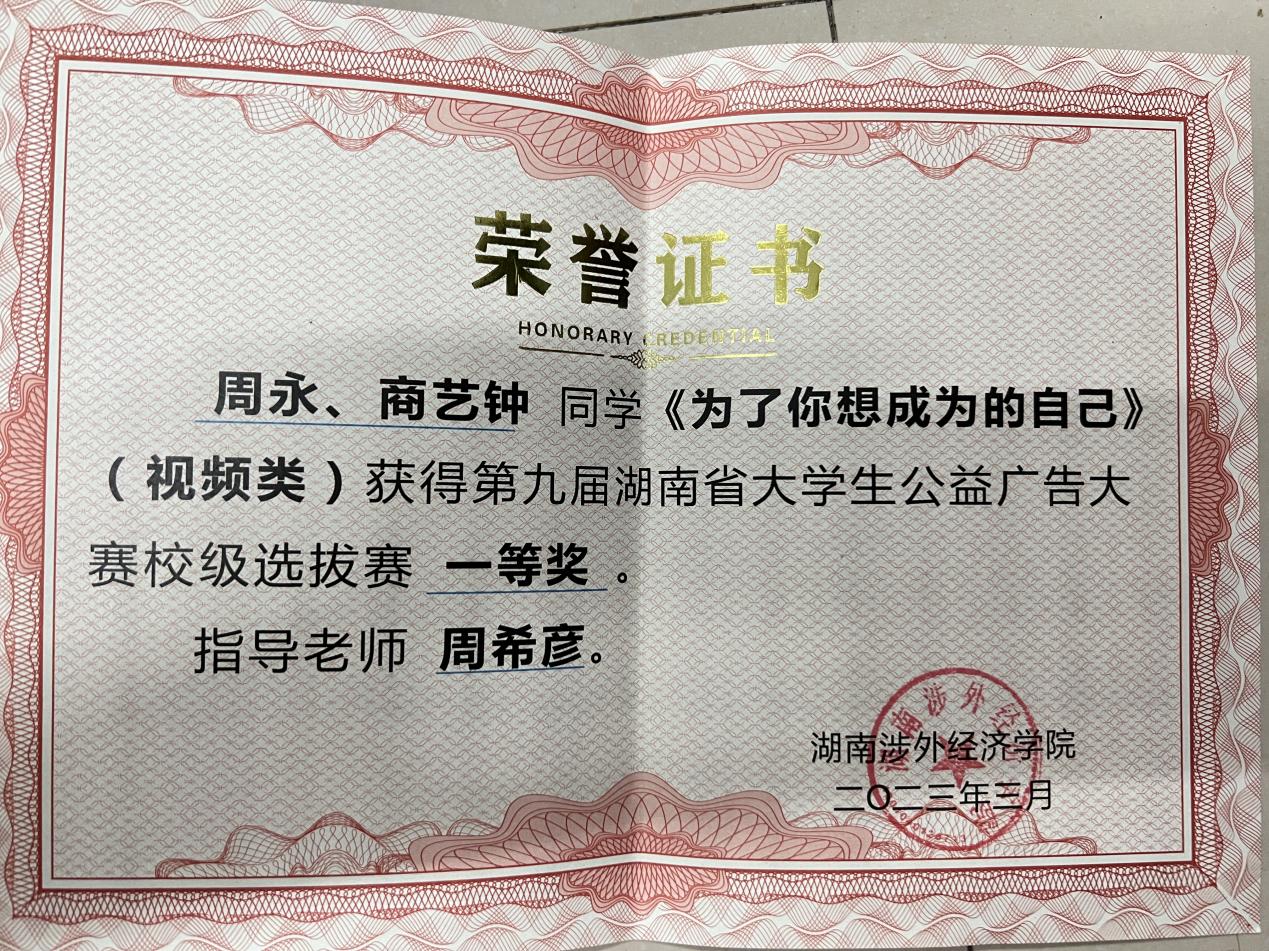 荣誉证书
HONORARY CREDENTIAL
周永、商艺钟 同学《为了你想成为的自己》
（视频类）获得第九届湖南省大学生公益广告大
赛校级选拔赛 一等奖 。
指导老师 周希彦。
湖南涉外经济学院
二〇二三年三月